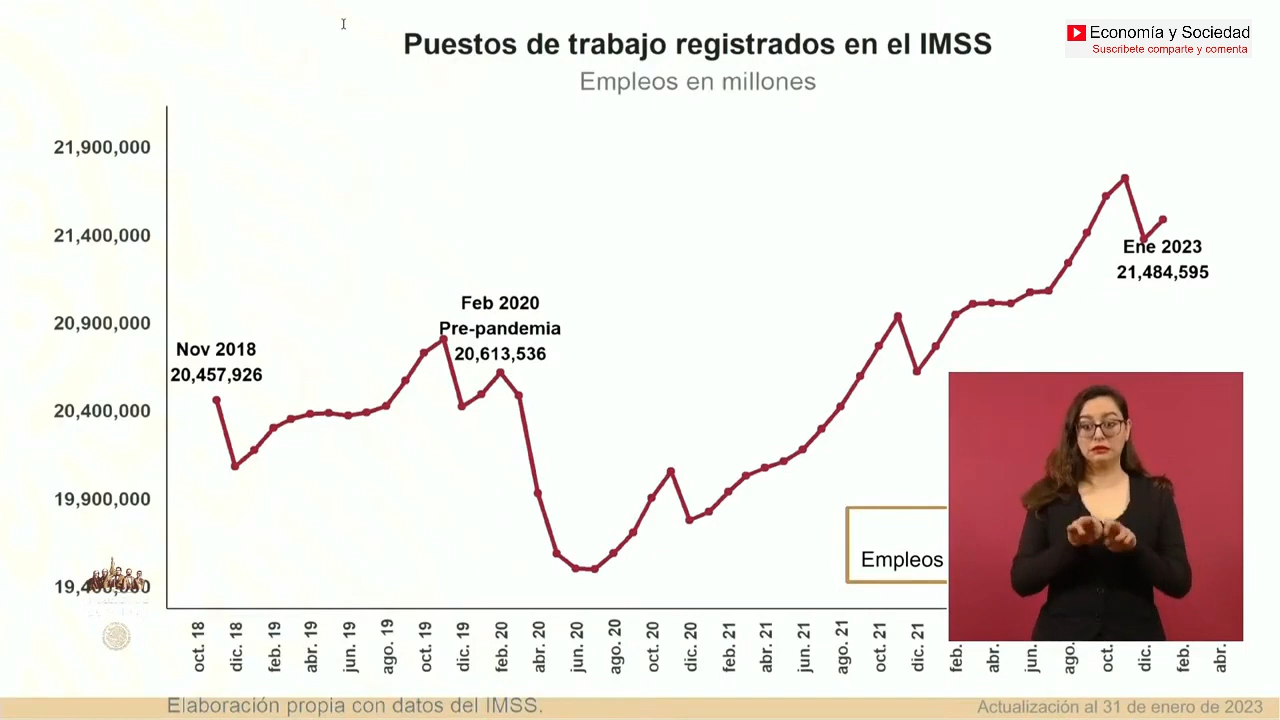 Puestos de trabajo registrados en el IMSS
Empleos en millones
Economía y Sociedad
Suscribete comparte y comenta
21,900,000
21,400,000
20,900,000
20,400,000
19,900,000
19,400,000
Nov 2018
20,457,926
Feb 2020
Pre-pandemia
20,613,536
Ene 2023
21,484,595
Empleos
oct. 18
dic. 18
feb. 19
abr. 19
jun. 19
ago. 19
oct. 19
dic. 19
feb. 20
abr. 20
jun. 20
ago. 20
oct. 20
dic. 20
feb. 21
abr. 21
jun. 21
ago. 21
oct. 21
dic. 21
feb.
abr.
jun.
ago.
oct.
dic.
feb.
abr.
Elaboración propia con datos del IMSS.
Actualización al 31 de enero de 2023